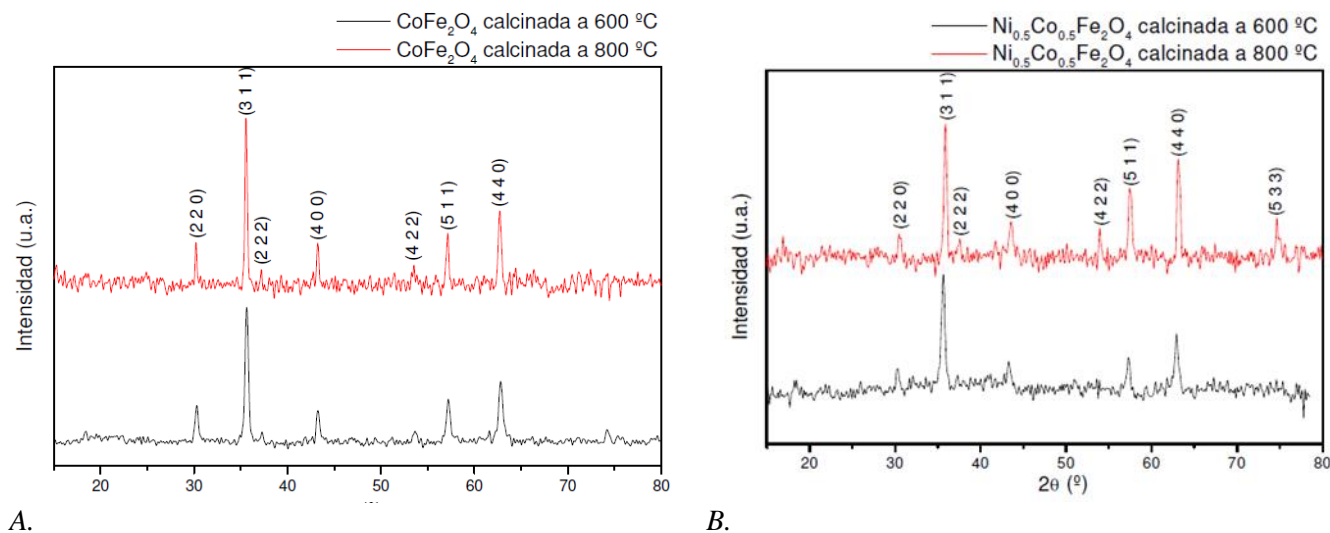 CoFe₂O₄ calcinada a 600 ºC
CoFe₂O₄ calcinada a 800 ºC
Intensidad (u.a.)
(2 2 0)
(3 1 1)
(2 2 2)
(4 0 0)
(4 2 2)
(5 1 1)
(4 4 0)
20 30 40 50 60 70 80
A.
Ni₀.₅Co₀.₅Fe₂O₄ calcinada a 600 ºC
Ni₀.₅Co₀.₅Fe₂O₄ calcinada a 800 ºC
Intensidad (u.a.)
(2 2 0)
(3 1 1)
(2 2 2)
(4 0 0)
(4 2 2)
(5 1 1)
(4 4 0)
(5 3 3)
20 30 40 50 60 70 80
2θ (º)
B.